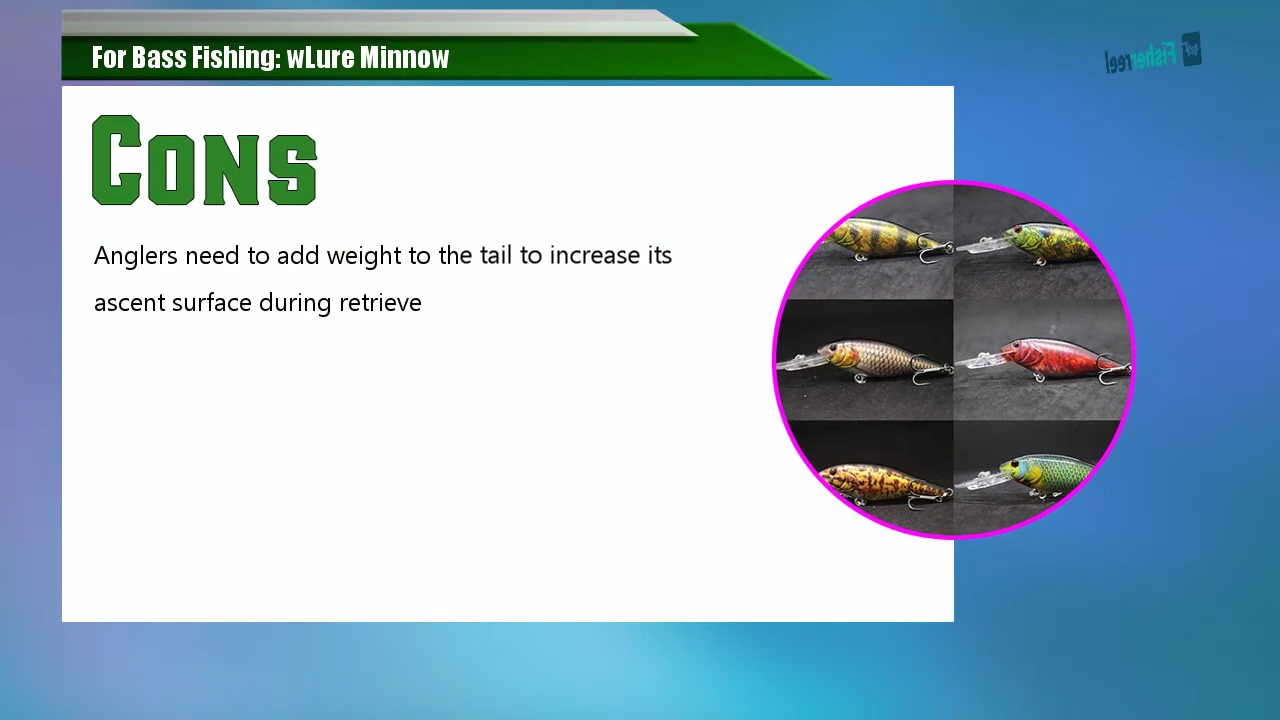 For Bass Fishing: wLure Minnow
Fishereel
Cons
Anglers need to add weight to the tail to increase its
ascent surface during retrieve